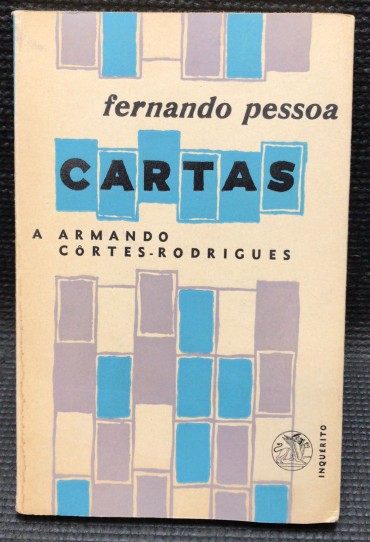 fernando pessoa
CARTAS
A ARMANDO
CÔRTES-RODRIGUES
INQUÉRITO